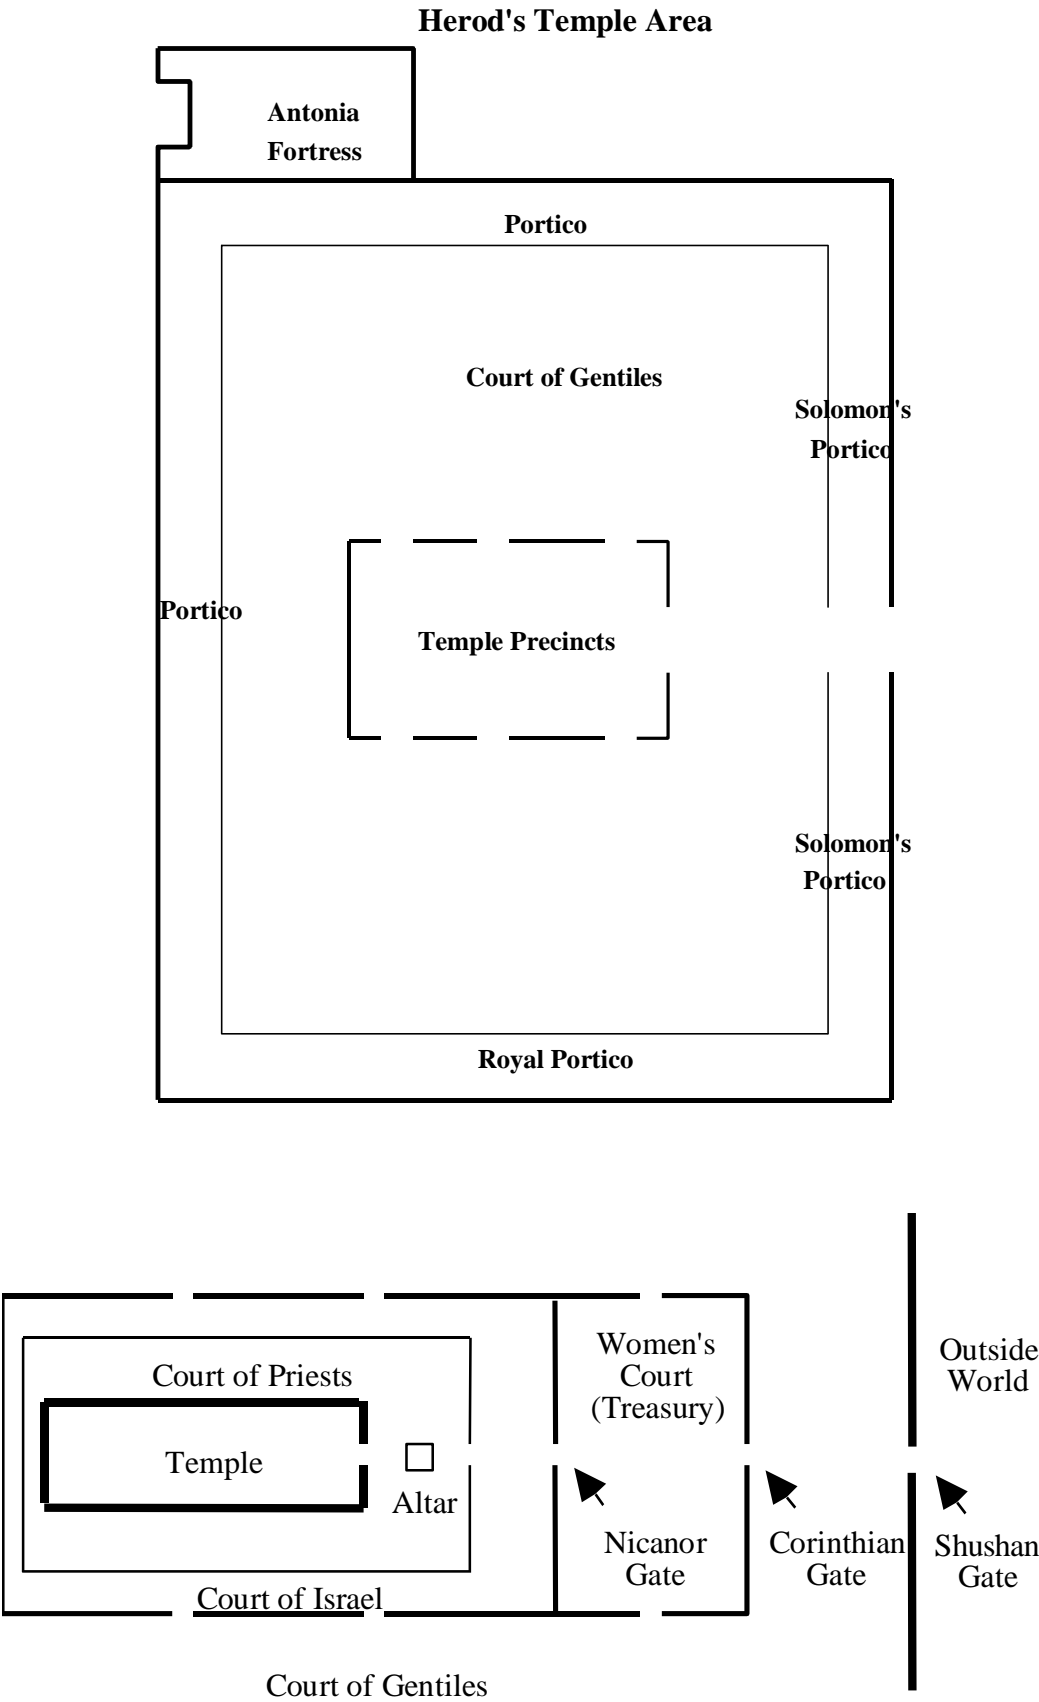 Herod's Temple Area
Antonia
Fortress
Portico
Court of Gentiles
Solomon's
Portico
Portico
Temple Precincts
Solomon's
Portico
Royal Portico
Women's
Court
(Treasury)
Outside
World
Court of Priests
Temple
Altar
Nicanor
Gate
Corinthian
Gate
Shushan
Gate
Court of Israel
Court of Gentiles